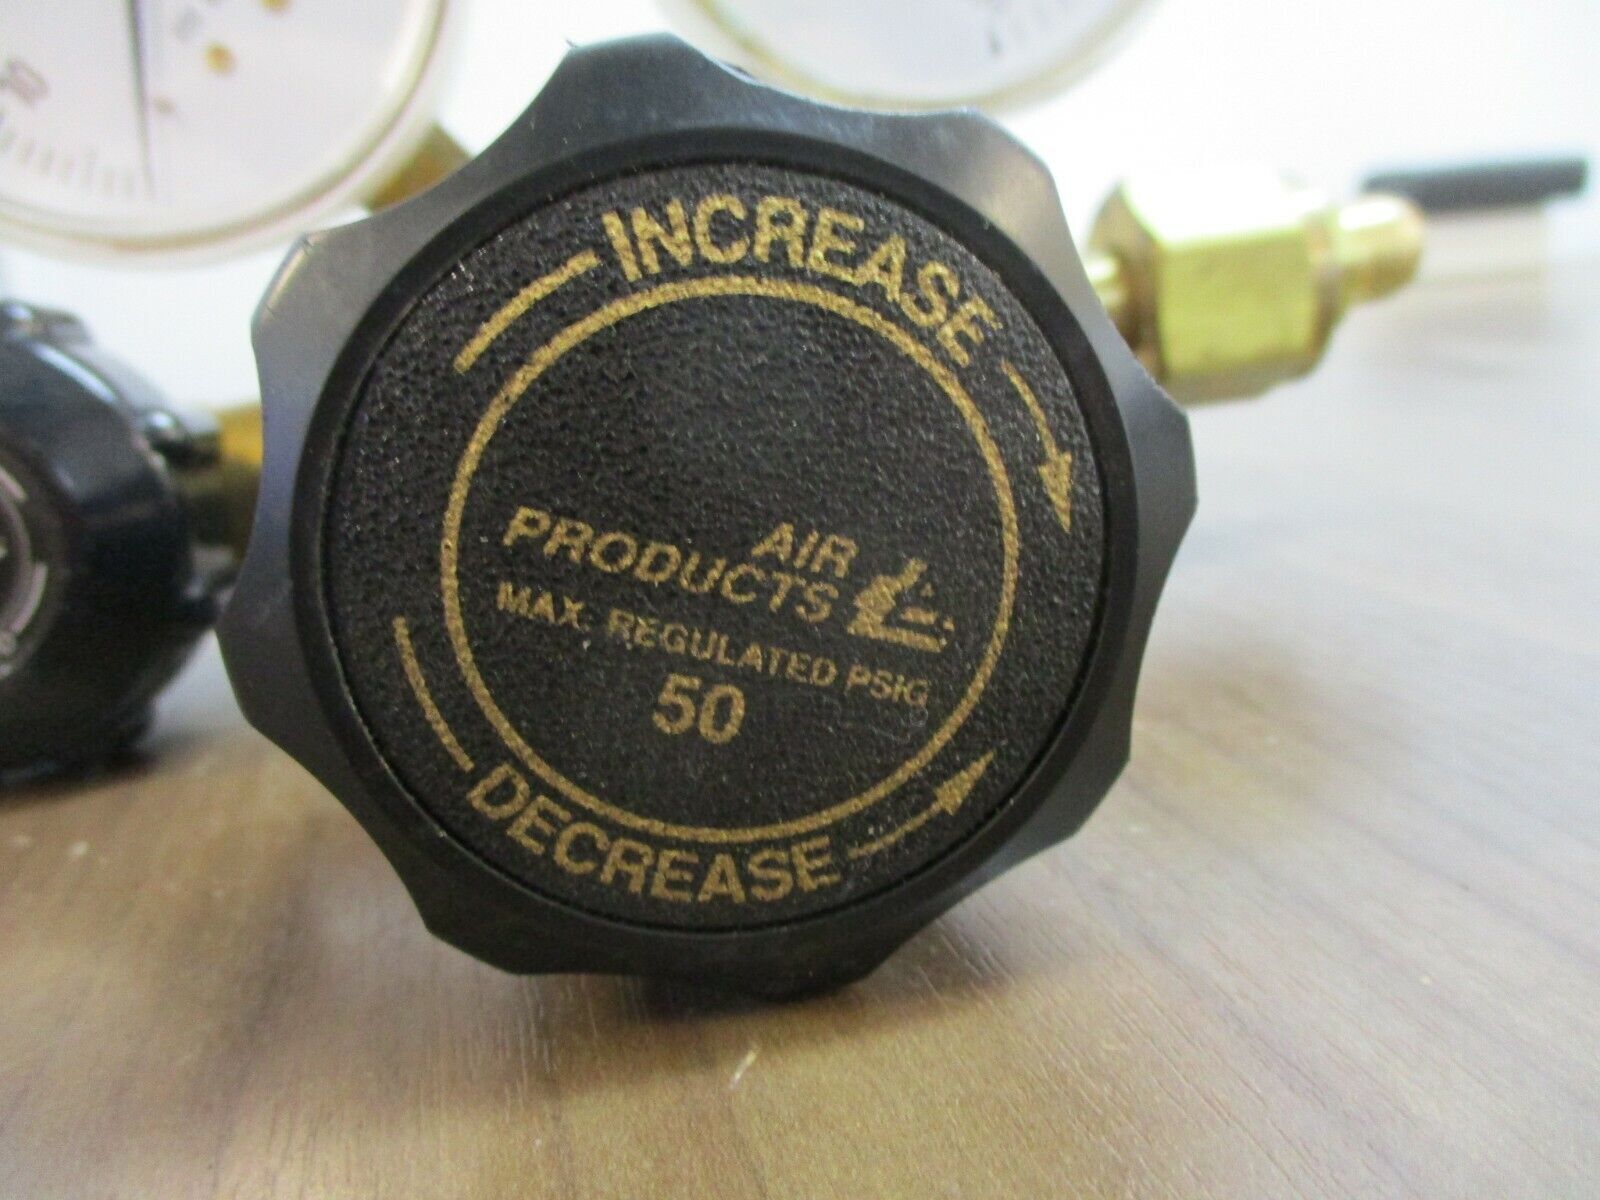 INCREASE
AIR
PRODUCTS
MAX. REGULATED PSIG
50
DECREASE